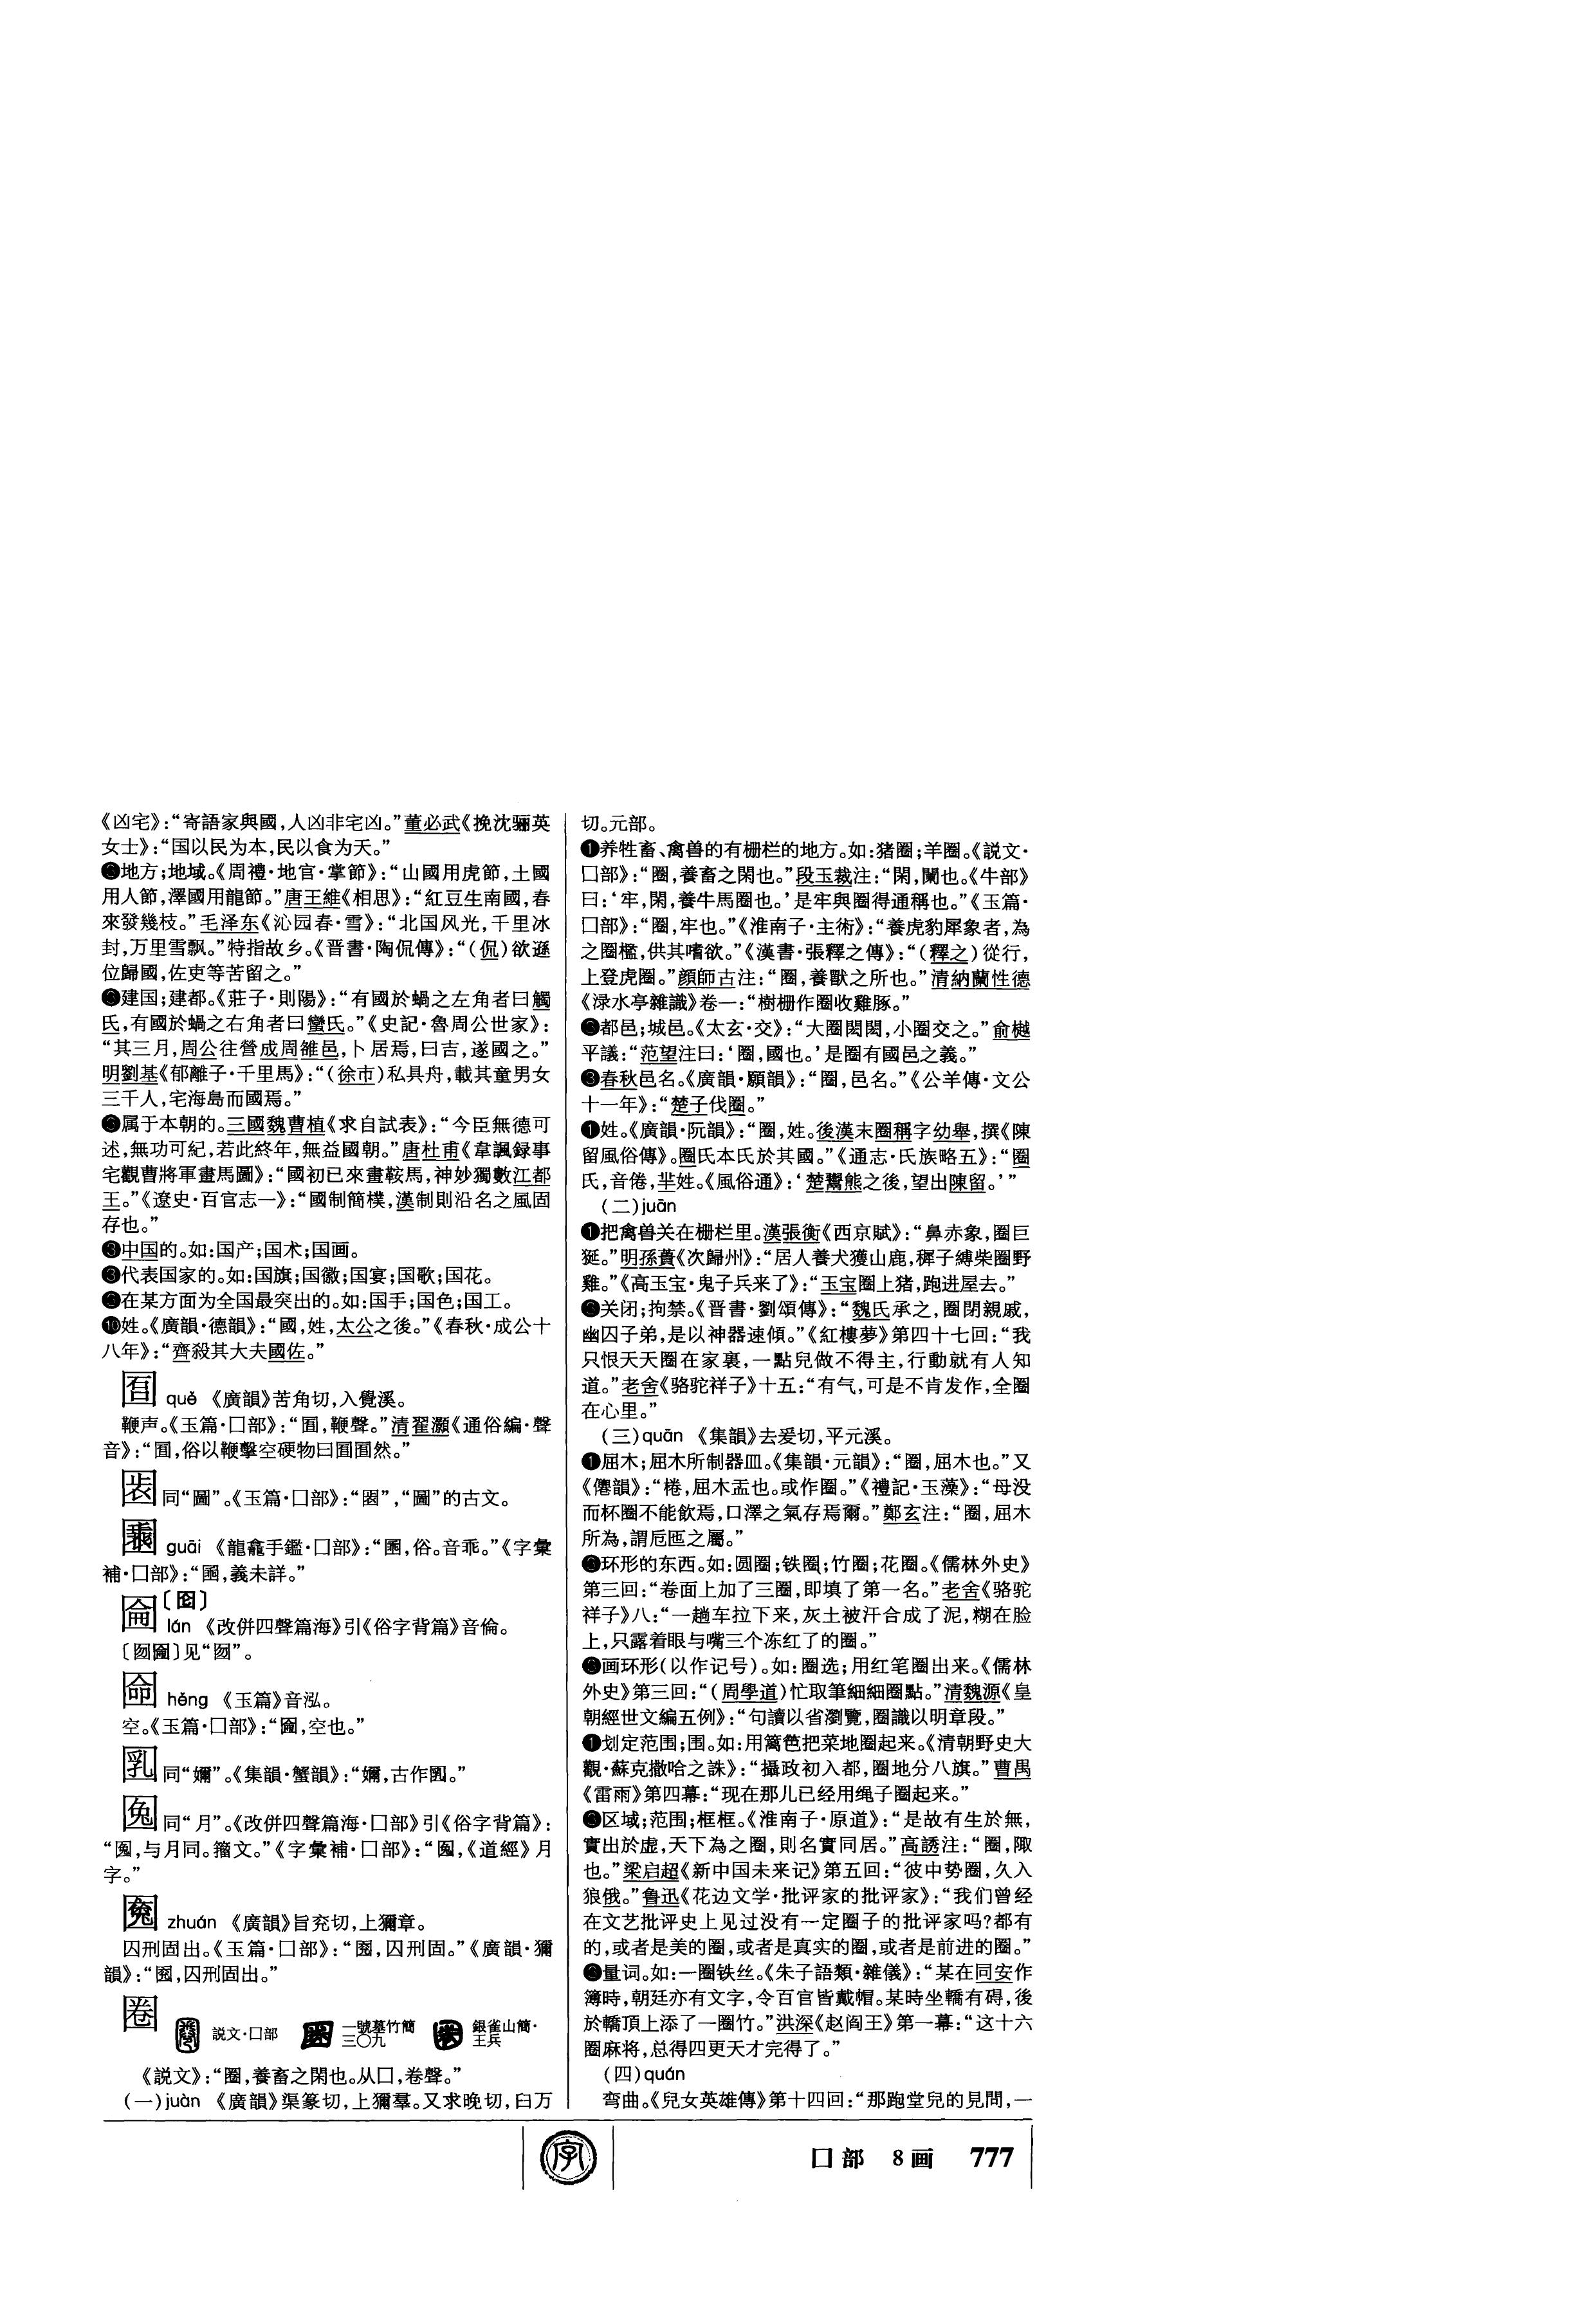 《凶宅》：“寄語家與國，人凶非宅凶。”董必武《挽沈骊英
女士》：“国以民为本，民以食为天。”
地方；地域。《周禮·地官·掌節》：“山國用虎節，土國
用人節，澤國用龍節。”唐王維《相思》：“紅豆生南國，春
來發幾枝。”毛泽东《沁园春·雪》：“北国风光，千里冰
封，万里雪飘。”特指故乡。《晋書·陶侃傳》：“（侃）欲遜
位歸國，佐吏等苦留之。”
建国；建都。《莊子·則陽》：“有國於蝸之左角者曰觸
氏，有國於蝸之右角者曰蠻氏。”《史記·魯周公世家》：
“其三月，周公往營成周雒邑，卜居焉，曰吉，遂國之。”
明劉基《郁離子·千里馬》：“（徐市）私具舟，載其童男女
三千人，宅海島而國焉。”
属于本朝的。三國魏曹植《求自試表》：“今臣無德可
述，無功可紀，若此終年，無益國朝。”唐杜甫《韋諷録事
宅觀曹將軍畫馬圖》：“國初已來畫鞍馬，神妙獨數江都
王。”《遼史·百官志一》：“國制簡樸，漢制則沿名之風固
存也。”
中国的。如：国产；国术；国画。
代表国家的。如：国旗；国徽；国宴；国歌；国花。
在某方面为全国最突出的。如：国手；国色；国工。
❿姓。《廣韻·德韻》：“國，姓，太公之後。”《春秋·成公十
八年》：“齊殺其大夫國佐。”
què 《廣韻》苦角切，入覺溪。
鞭声。《玉篇·囗部》：“，鞭聲。”清翟灝《通俗編·聲
音》：“，俗以鞭擊空硬物曰然。”
同“圖”。《玉篇·囗部》：“”，“圖”的古文。
guāi 《龍龕手鑑·囗部》：“，俗。音乖。”《字彙
補·囗部》：“，義未詳。”
〔囵〕
圇 lán 《改併四聲篇海》引《俗字背篇》音倫。
〔囫圇〕见“囫”。
hěng 《玉篇》音泓。
空。《玉篇·囗部》：“，空也。”
同“嬭”。《集韻·蟹韻》：“嬭，古作。”
同“月”。《改併四聲篇海·囗部》引《俗字背篇》：
“，与月同。籀文。”《字彙補·囗部》：“，《道經》月
字。”
zhuán 《廣韻》旨兖切，上獮章。
囚刑固出。《玉篇·囗部》：“，囚刑固。”《廣韻·獮
韻》：“，囚刑固出。”
圈 説文·囗部 一號墓竹簡三〇九 銀雀山簡·王兵
《説文》：“圈，養畜之閑也。从囗，卷聲。”
（一）juàn 《廣韻》渠篆切，上獮羣。又求晚切，臼万
切。元部。
❶养牲畜、禽兽的有栅栏的地方。如：猪圈；羊圈。《説文·
囗部》：“圈，養畜之閑也。”段玉裁注：“閑，闌也。《牛部》
曰：‘牢，閑，養牛馬圈也。’是牢與圈得通稱也。”《玉篇·
囗部》：“圈，牢也。”《淮南子·主術》：“養虎豹犀象者，為
之圈檻，供其嗜欲。”《漢書·張釋之傳》：“（釋之）從行，
上登虎圈。”顔師古注：“圈，養獸之所也。”清納蘭性德
《渌水亭雜識》卷一：“樹栅作圈收雞豚。”
都邑；城邑。《太玄·交》：“大圈閎閎，小圈交之。”俞樾
平議：“范望注曰：‘圈，國也。’是圈有國邑之義。”
❸春秋邑名。《廣韻·願韻》：“圈，邑名。”《公羊傳·文公
十一年》：“楚子伐圈。”
姓。《廣韻·阮韻》：“圈，姓。後漢末圈稱字幼舉，撰《陳
留風俗傳》。圈氏本氏於其國。”《通志·氏族略五》：“圈
氏，音倦，芈姓。《風俗通》：‘楚鬻熊之後，望出陳留。’”
（二）juān
❶把禽兽关在栅栏里。漢張衡《西京賦》：“鼻赤象，圈巨
狿。”明孫蕡《次歸州》：“居人養犬獲山鹿，穉子縛柴圈野
雞。”《高玉宝·鬼子兵来了》：“玉宝圈上猪，跑进屋去。”
关闭；拘禁。《晋書·劉頌傳》：“魏氏承之，圈閉親戚，
幽囚子弟，是以神器速傾。”《紅樓夢》第四十七回：“我
只恨天天圈在家裏，一點兒做不得主，行動就有人知
道。”老舍《骆驼祥子》十五：“有气，可是不肯发作，全圈
在心里。”
（三）quān 《集韻》去爰切，平元溪。
❶屈木；屈木所制器皿。《集韻·元韻》：“圈，屈木也。”又
《僊韻》：“棬，屈木盂也。或作圈。”《禮記·玉藻》：“母没
而杯圈不能飲焉，口澤之氣存焉爾。”鄭玄注：“圈，屈木
所為，謂巵匜之屬。”
环形的东西。如：圆圈；铁圈；竹圈；花圈。《儒林外史》
第三回：“卷面上加了三圈，即填了第一名。”老舍《骆驼
祥子》八：“一趟车拉下来，灰土被汗合成了泥，糊在脸
上，只露着眼与嘴三个冻红了的圈。”
画环形（以作记号）。如：圈选；用红笔圈出来。《儒林
外史》第三回：“（周學道）忙取筆細細圈點。”清魏源《皇
朝經世文編五例》：“句讀以省瀏覽，圈識以明章段。”
划定范围；围。如：用篱笆把菜地圈起来。《清朝野史大
觀·蘇克撒哈之誅》：“攝政初入都，圈地分八旗。”曹禺
《雷雨》第四幕：“现在那儿已经用绳子圈起来。”
区域；范围；框框。《淮南子·原道》：“是故有生於無，
實出於虚，天下為之圈，則名實同居。”高誘注：“圈，陬
也。”梁启超《新中国未来记》第五回：“彼中势圈，久入
狼俄。”鲁迅《花边文学·批评家的批评家》：“我们曾经
在文艺批评史上见过没有一定圈子的批评家吗？都有
的，或者是美的圈，或者是真实的圈，或者是前进的圈。”
量词。如：一圈铁丝。《朱子語類·雜儀》：“某在同安作
簿時，朝廷亦有文字，令百官皆戴帽。某時坐轎有碍，後
於轎頂上添了一圈竹。”洪深《赵阎王》第一幕：“这十六
圈麻将，总得四更天才完得了。”
（四）quán
弯曲。《兒女英雄傳》第十四回：“那跑堂兒的見問，一
字
囗部 8画 777